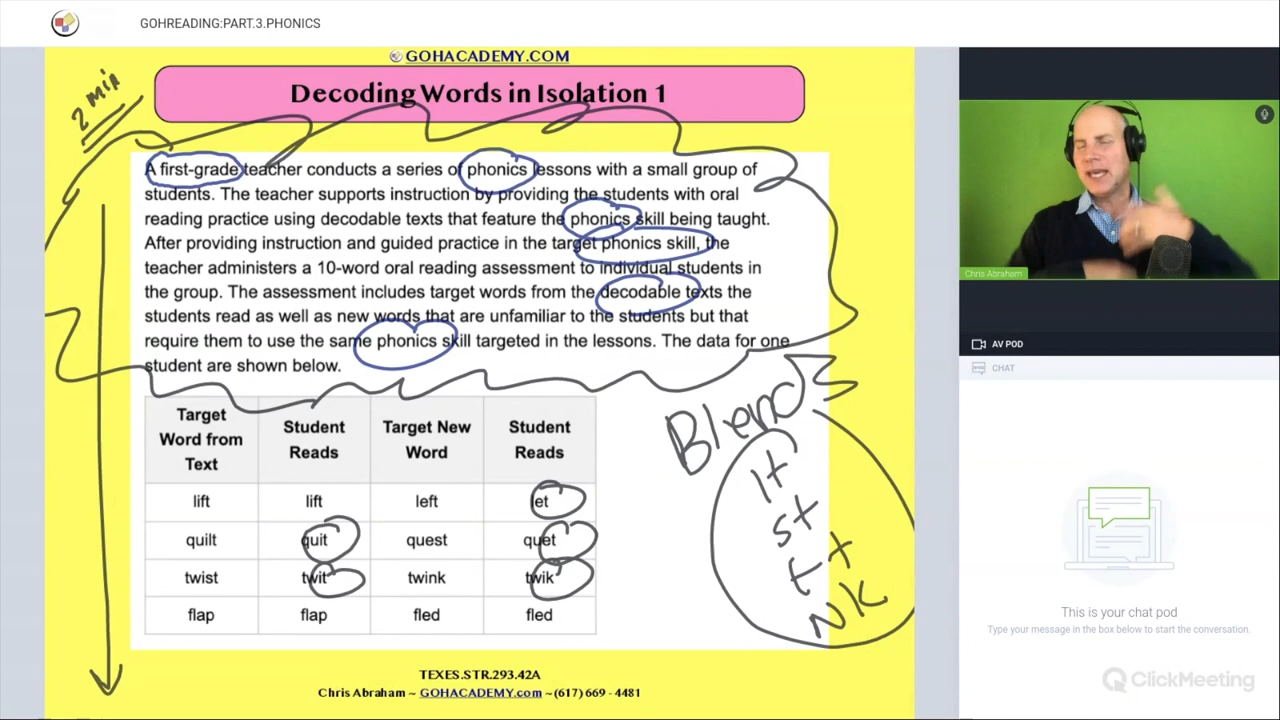 GOHREADING:PART.3.PHONICS
GOHACADEMY.COM
Decoding Words in Isolation 1
2 min
A first-grade teacher conducts a series of phonics lessons with a small group of
students. The teacher supports instruction by providing the students with oral
reading practice using decodable texts that feature the phonics skill being taught.
After providing instruction and guided practice in the target phonics skill, the
teacher administers a 10-word oral reading assessment to individual students in
the group. The assessment includes target words from the decodable texts the
students read as well as new words that are unfamiliar to the students but that
require them to use the same phonics skill targeted in the lessons. The data for one
student are shown below.
Target Word from Text Student Reads Target New Word Student Reads
lift lift left let
quilt quit quest quet
twist twit twink twik
flap flap fled fled
Blends
lt
st
ft
NK
TEXES.STR.293.42A
Chris Abraham ~ GOHACADEMY.com ~(617) 669 - 4481
Chris Abraham
AV POD
CHAT
This is your chat pod
Type your message in the box below to start the conversation.
ClickMeeting